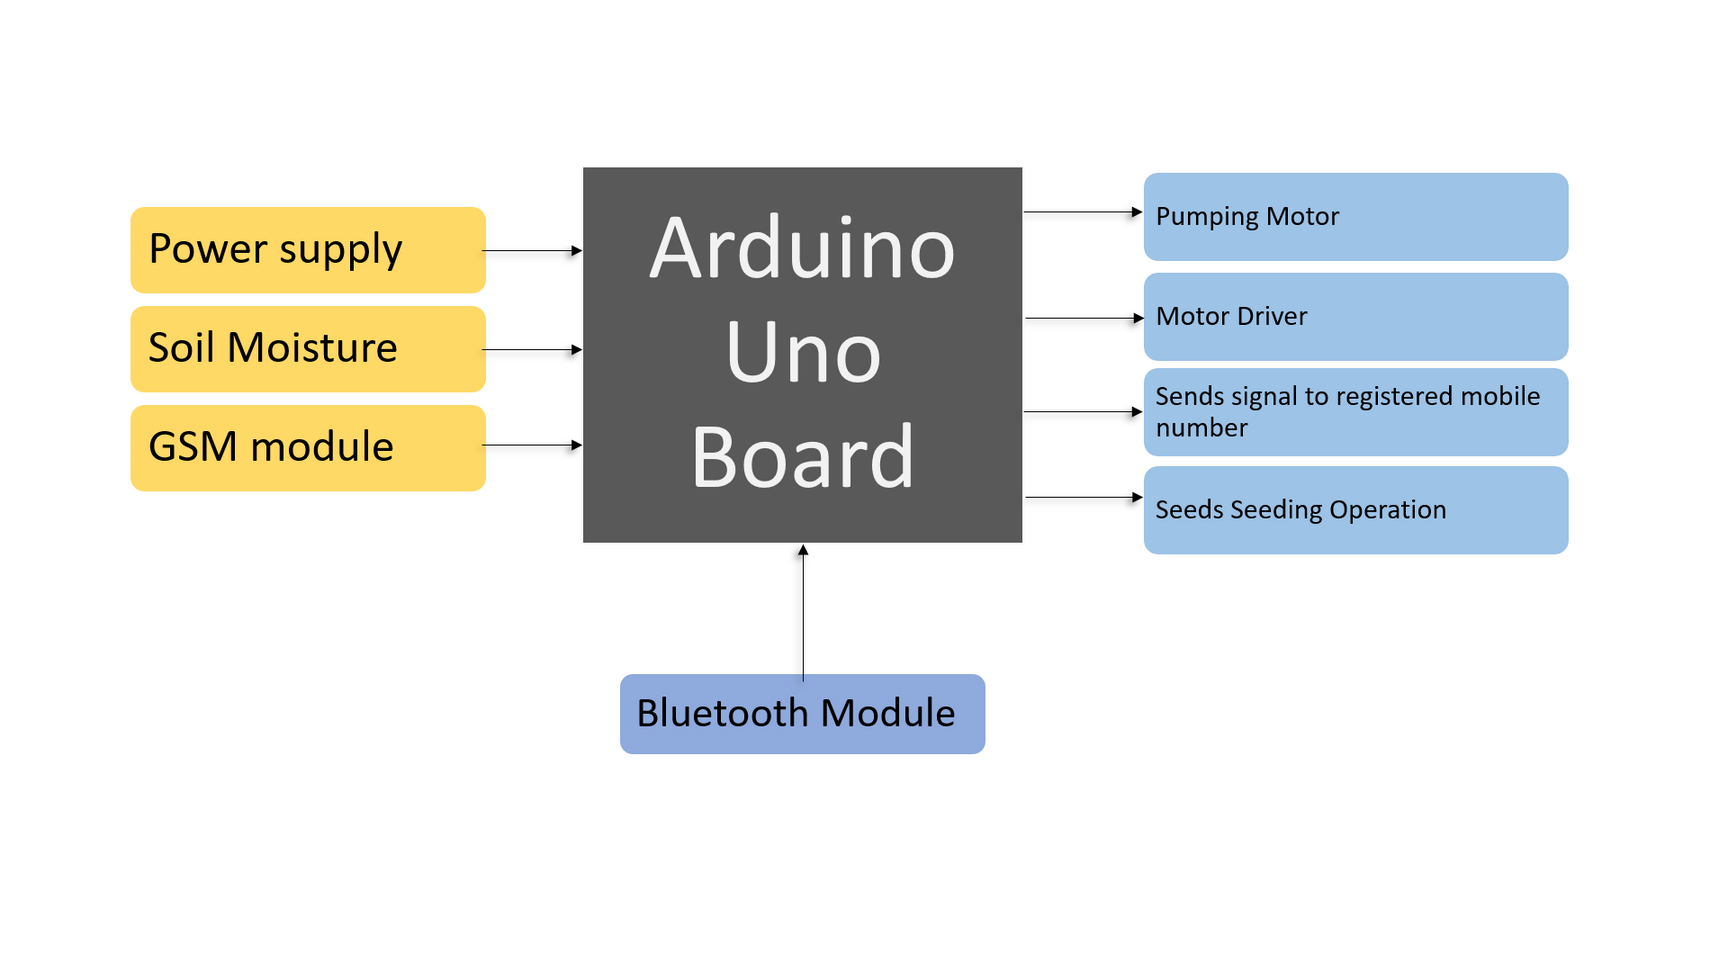 Power supply
Soil Moisture
GSM module
Arduino
Uno
Board
Pumping Motor
Motor Driver
Sends signal to registered mobile
number
Seeds Seeding Operation
Bluetooth Module